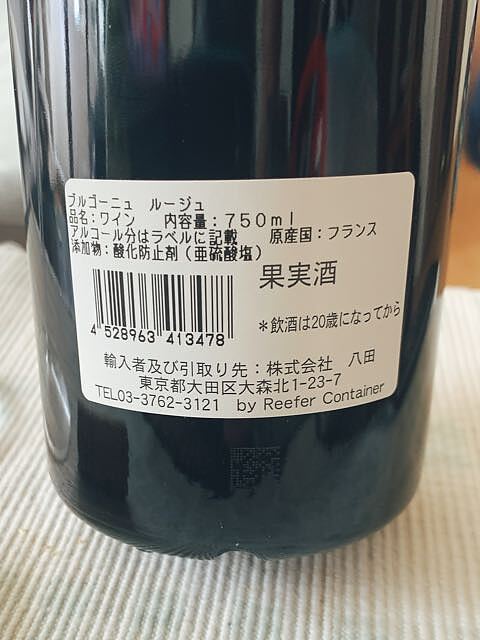 ブルゴーニュ　ルージュ
品名：ワイン　　内容量：７５０ｍｌ
アルコール分はラベルに記載　　原産国：フランス
添加物：酸化防止剤（亜硫酸塩）
果実酒
4 528963 413478
＊飲酒は20歳になってから
輸入者及び引取り先：株式会社　八田
東京都大田区大森北1-23-7
TEL03-3762-3121　by Reefer Container